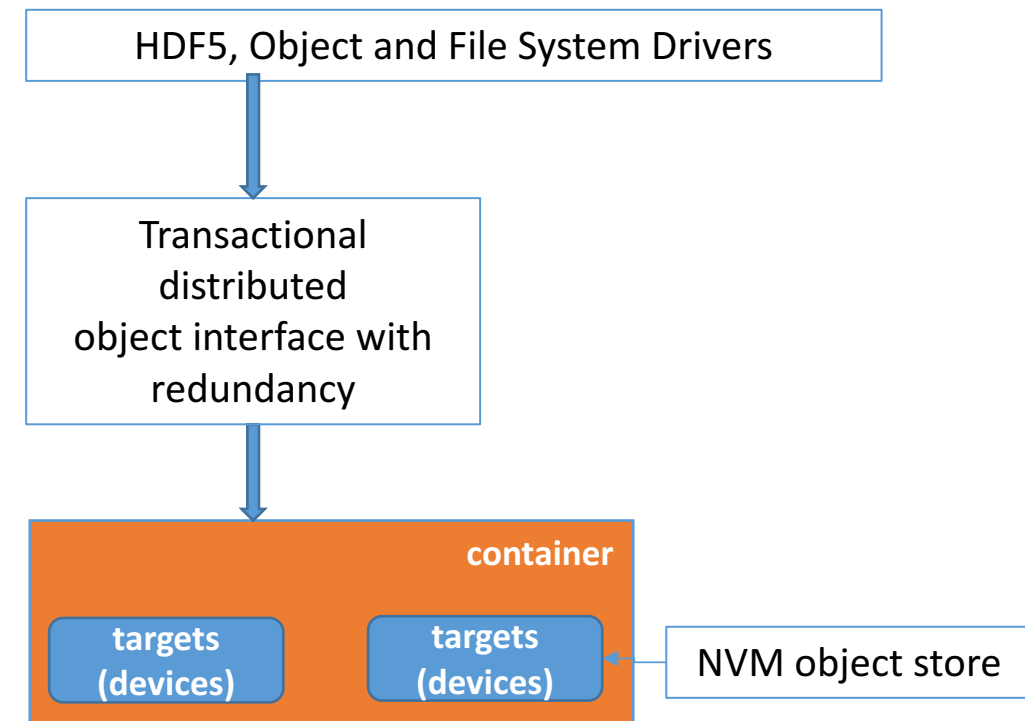 HDF5, Object and File System Drivers
Transactional
distributed
object interface with
redundancy
container
targets
(devices)
targets
(devices)
NVM object store